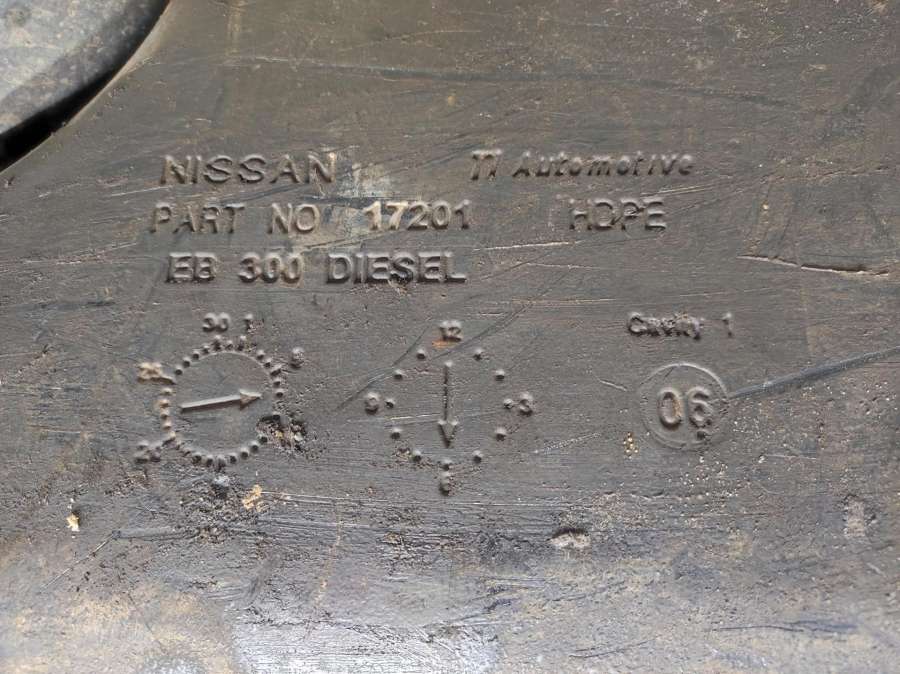 NISSAN TI Automotive
PART NO 17201 HDPE
EB 300 DIESEL
30 1
12
Cavity 1
9 3
06
6